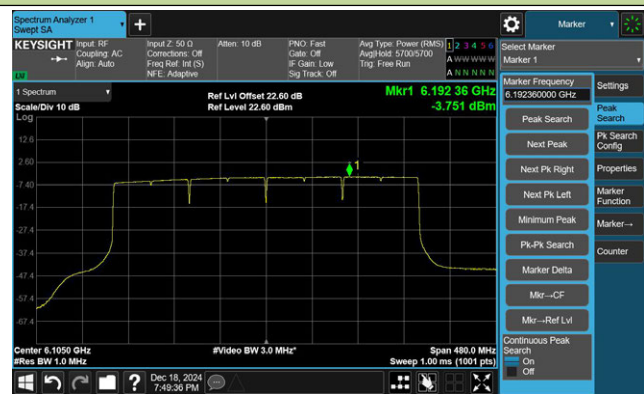 Spectrum Analyzer 1
Swept SA
+
Marker
KEYSIGHT
Input: RF
Coupling: AC
Align: Auto
Input Z: 50 Ω
Corrections: Off
Freq Ref: Int (S)
NFE: Adaptive
Atten: 10 dB
PNO: Fast
Gate: Off
IF Gain: Low
Sig Track: Off
Avg Type: Power (RMS)
Avg|Hold: 5700/5700
Trig: Free Run
1 2 3 4 5 6
A W W W W W
A N N N N N
LW
Select Marker
Marker 1
1 Spectrum
Scale/Div 10 dB
Log
Ref Lvl Offset 22.60 dB
Ref Level 22.60 dBm
Mkr1 6.192 36 GHz
-3.751 dBm
12.6
2.60
-7.40
-17.4
-27.4
-37.4
-47.4
-57.4
-67.4
1
Center 6.1050 GHz
#Res BW 1.0 MHz
#Video BW 3.0 MHz*
Span 480.0 MHz
Sweep 1.00 ms (1001 pts)
Marker Frequency
6.192360000 GHz
Peak Search
Next Peak
Next Pk Right
Next Pk Left
Minimum Peak
Pk-Pk Search
Marker Delta
Mkr→CF
Mkr→Ref Lvl
Continuous Peak
Search
On
Off
Settings
Peak
Search
Pk Search
Config
Properties
Marker
Function
Marker→
Counter
?
Dec 18, 2024
7:49:36 PM